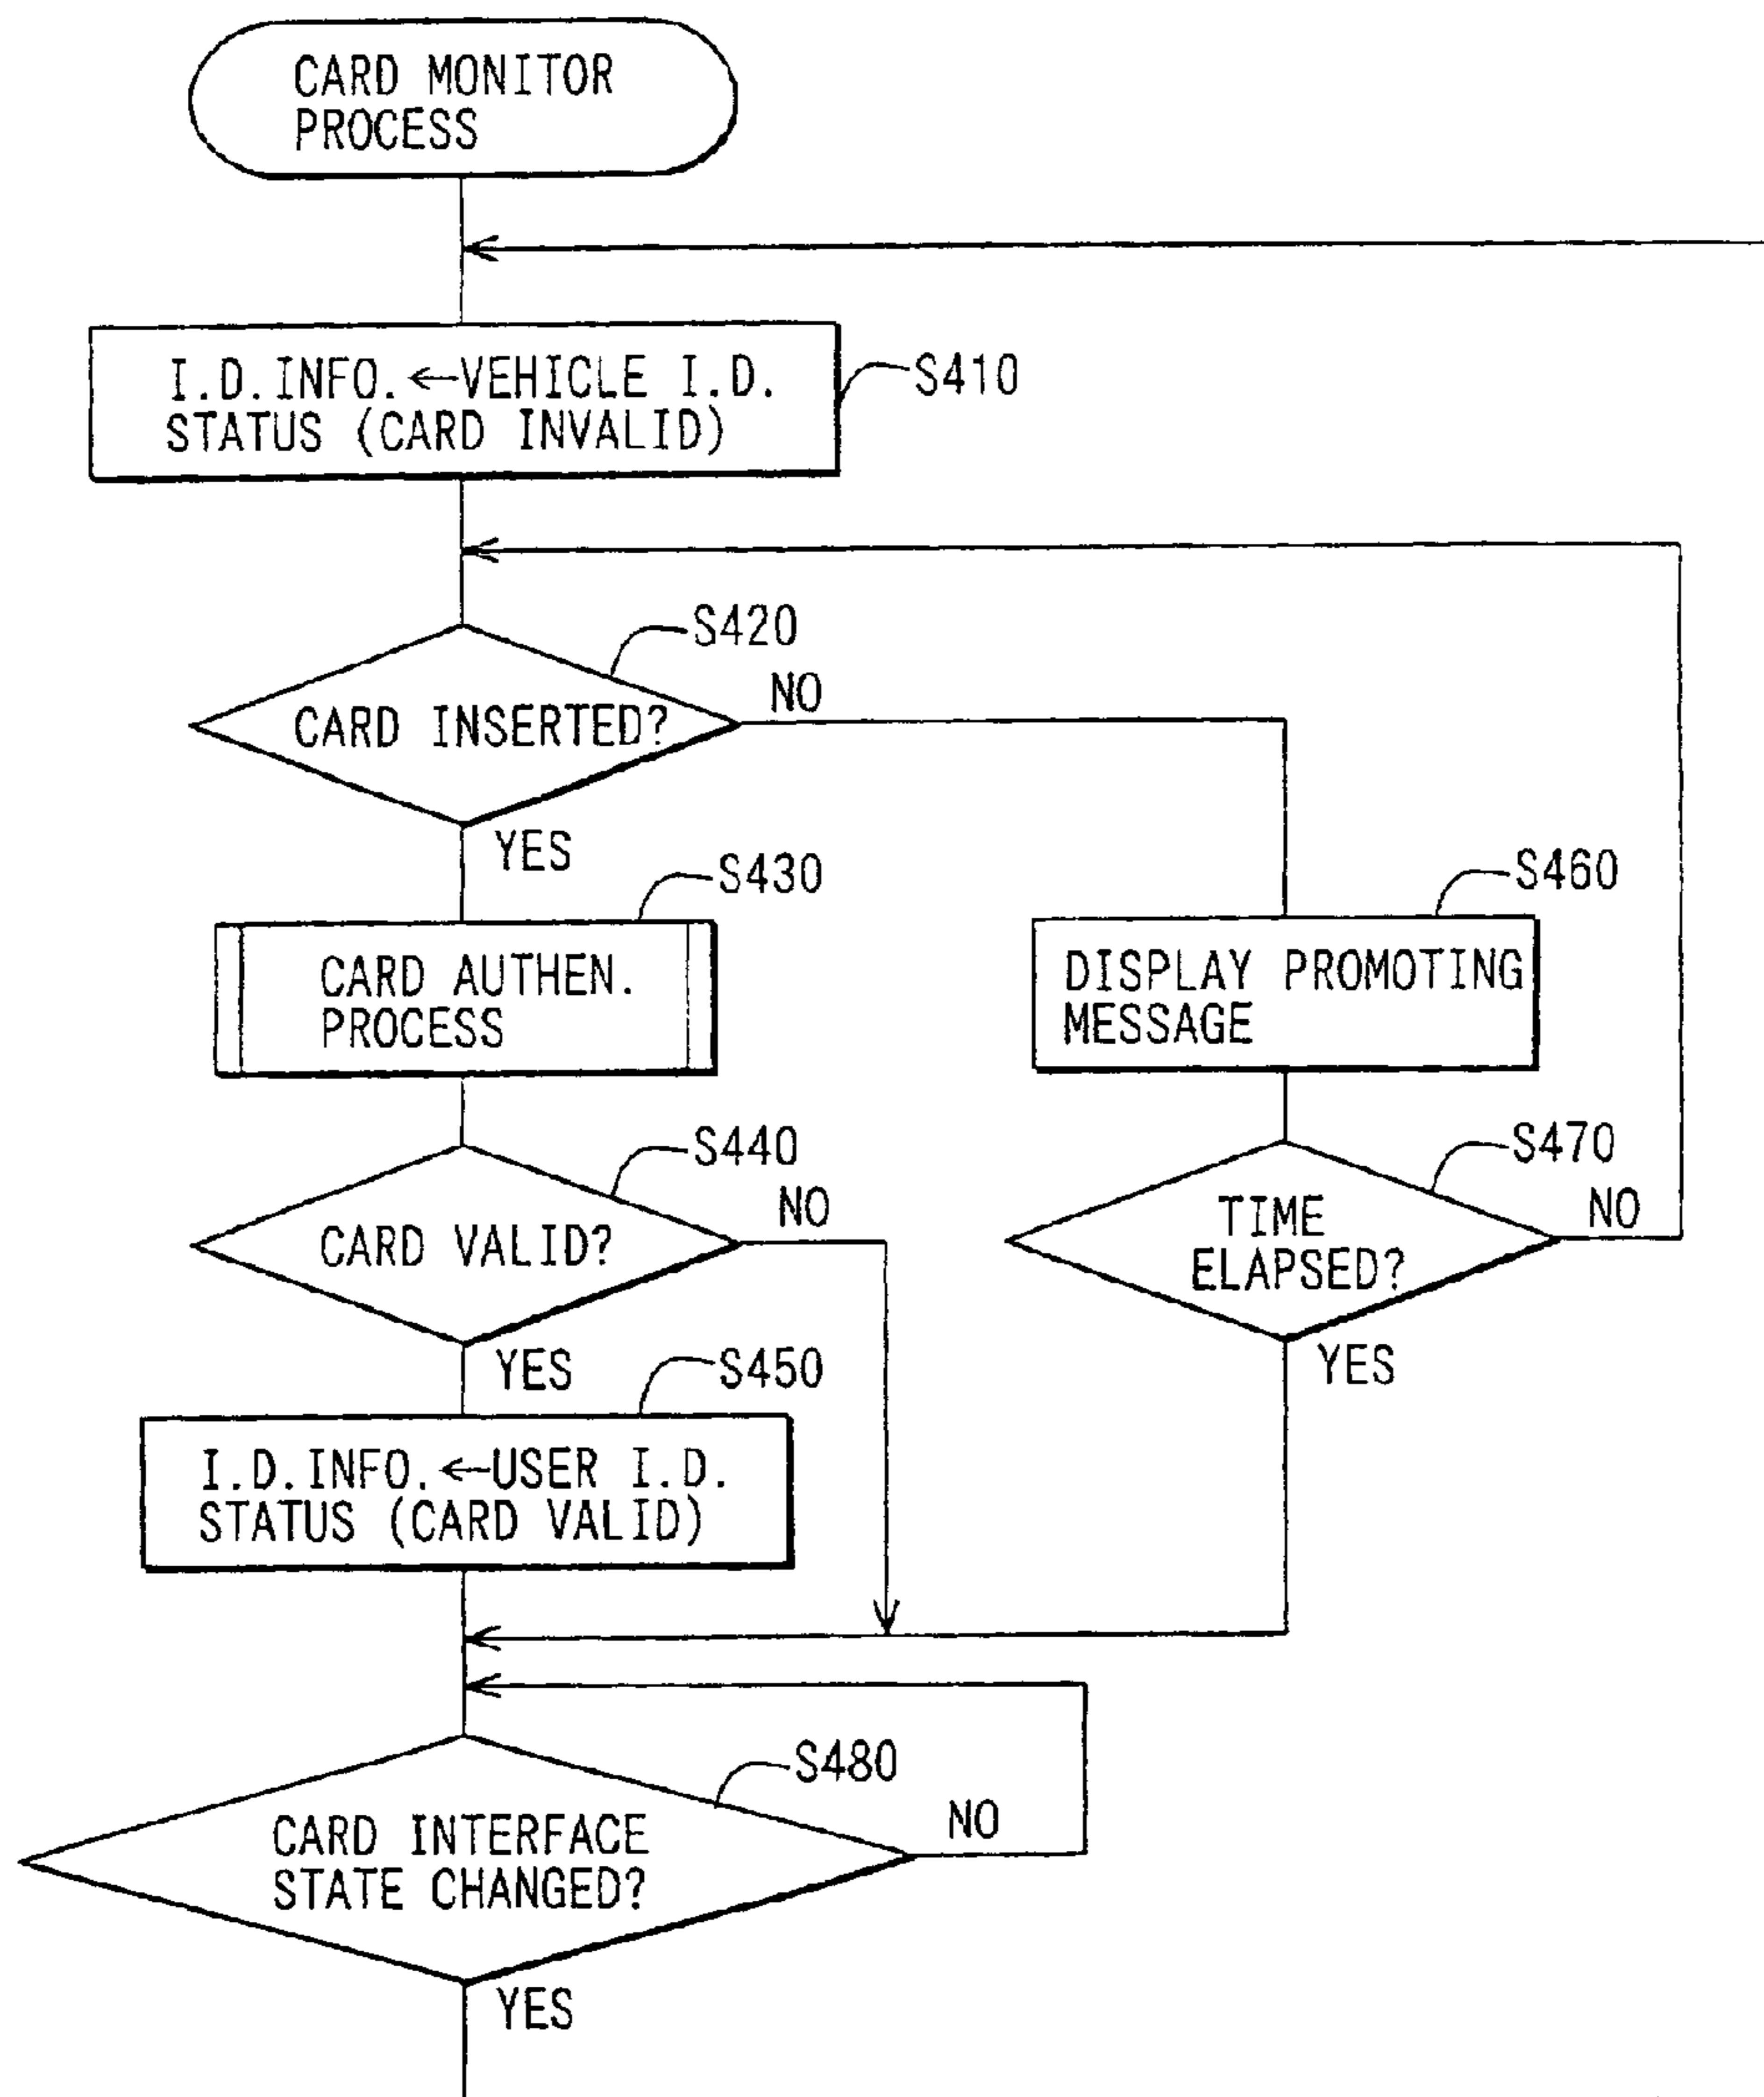 CARD MONITOR
PROCESS
I.D.INFO.←VEHICLE I.D.
STATUS (CARD INVALID)
S410
S420
NO
CARD INSERTED?
YES
S430
CARD AUTHEN.
PROCESS
S460
DISPLAY PROMOTING
MESSAGE
S440
NO
CARD VALID?
YES
S470
NO
TIME
ELAPSED?
YES
S450
I.D.INFO.←USER I.D.
STATUS (CARD VALID)
S480
NO
CARD INTERFACE
STATE CHANGED?
YES